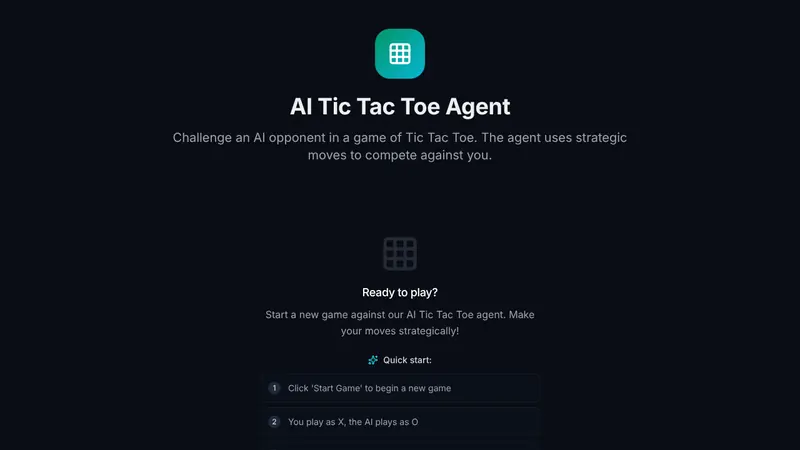 AI Tic Tac Toe Agent
Challenge an AI opponent in a game of Tic Tac Toe. The agent uses strategic
moves to compete against you.
Ready to play?
Start a new game against our AI Tic Tac Toe agent. Make
your moves strategically!
Quick start:
1 Click 'Start Game' to begin a new game
2 You play as X, the AI plays as O